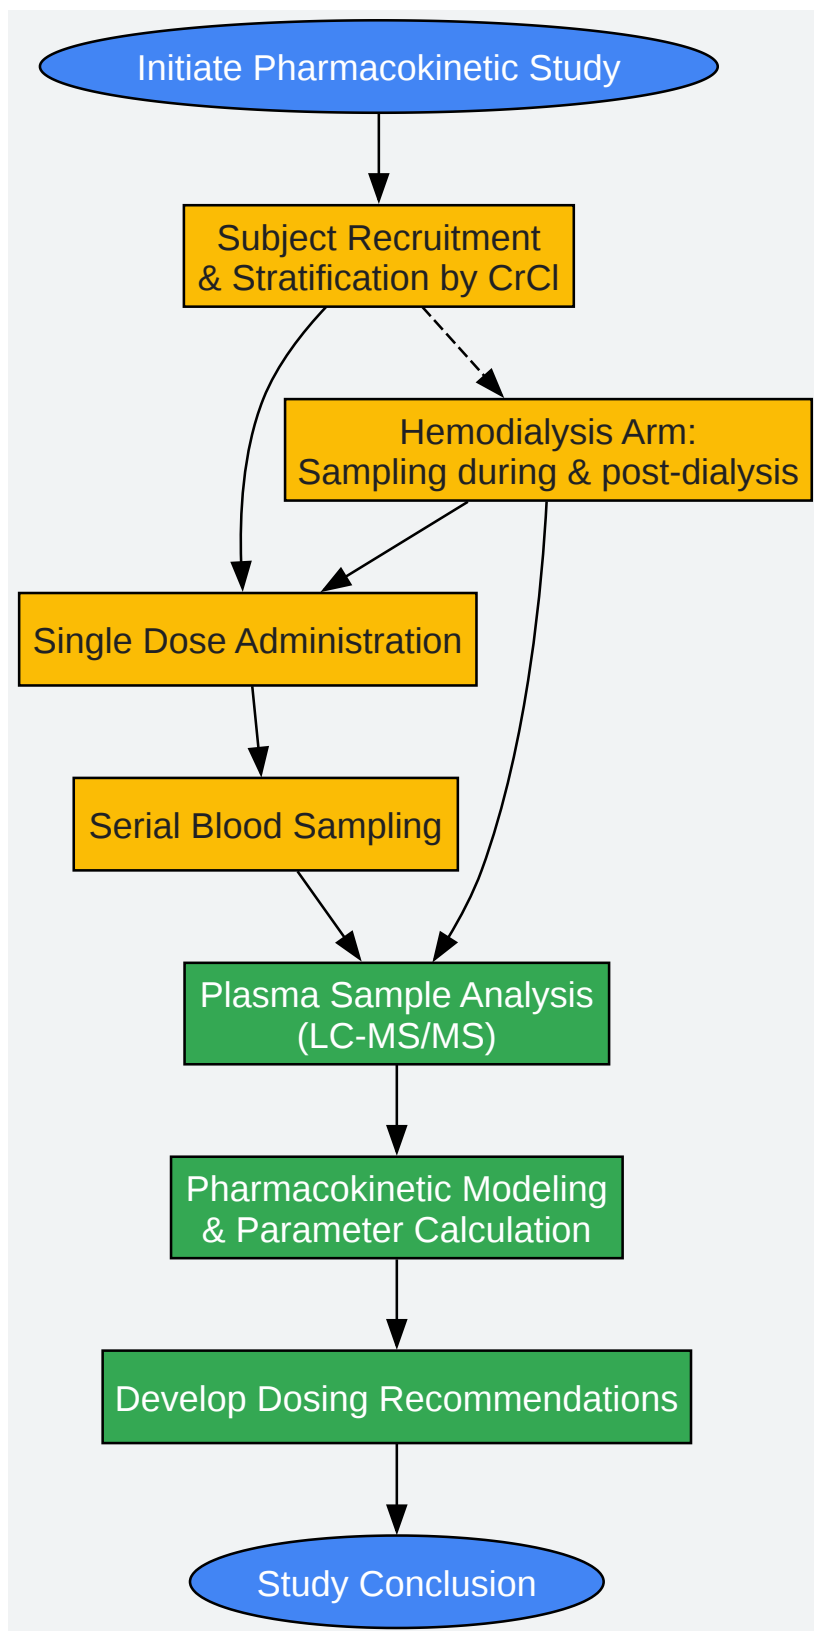 Initiate Pharmacokinetic Study
Subject Recruitment
& Stratification by CrCl
Hemodialysis Arm:
Sampling during & post-dialysis
Single Dose Administration
Serial Blood Sampling
Plasma Sample Analysis
(LC-MS/MS)
Pharmacokinetic Modeling
& Parameter Calculation
Develop Dosing Recommendations
Study Conclusion